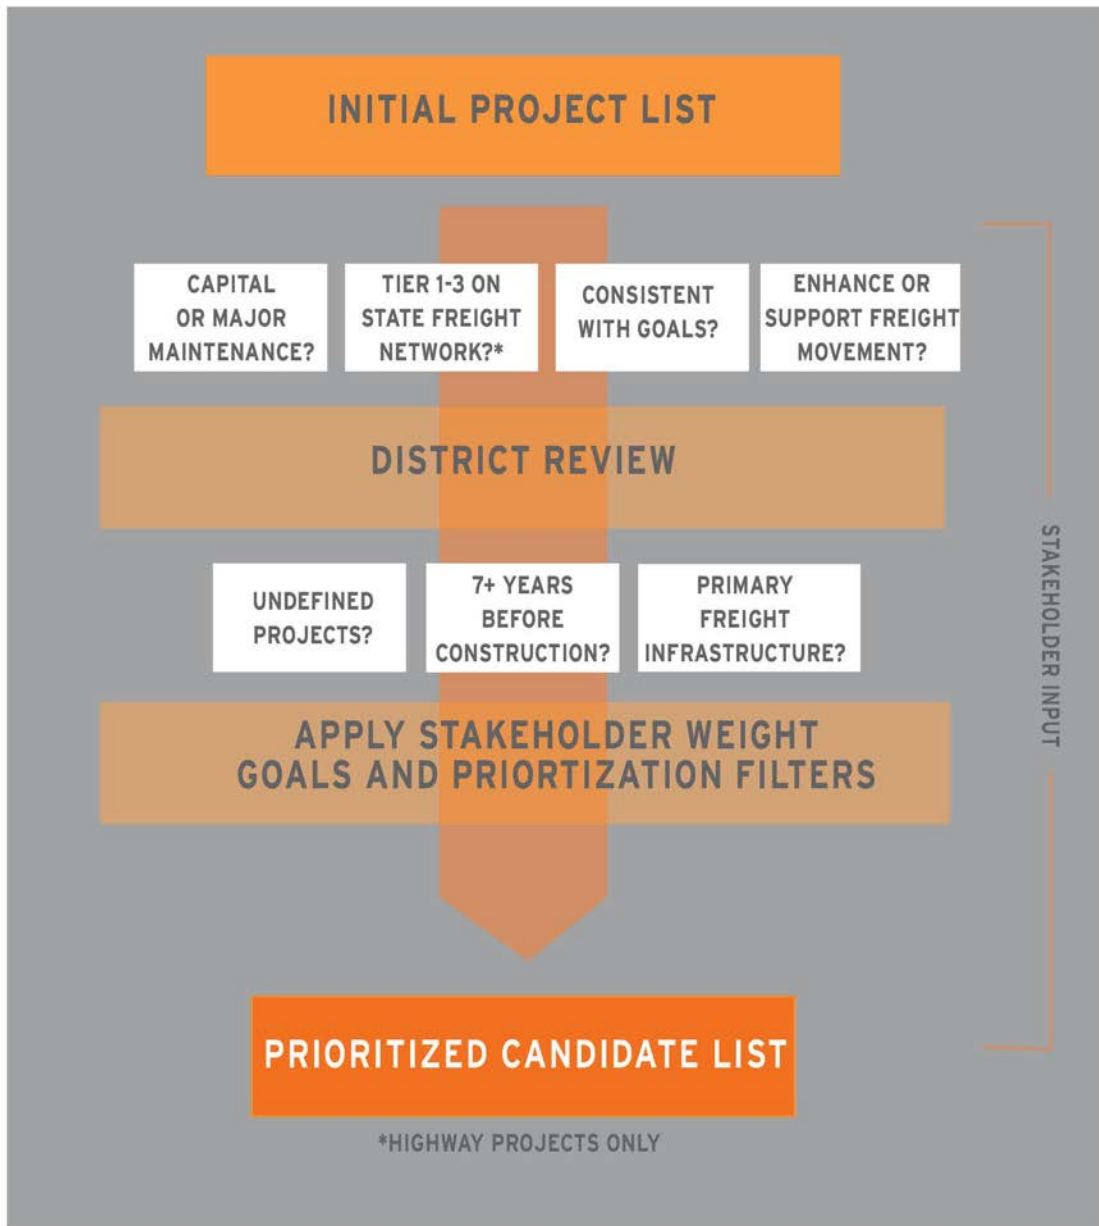 INITIAL PROJECT LIST
CAPITAL
OR MAJOR
MAINTENANCE?
TIER 1-3 ON
STATE FREIGHT
NETWORK?*
CONSISTENT
WITH GOALS?
ENHANCE OR
SUPPORT FREIGHT
MOVEMENT?
DISTRICT REVIEW
UNDEFINED
PROJECTS?
7+ YEARS
BEFORE
CONSTRUCTION?
PRIMARY
FREIGHT
INFRASTRUCTURE?
STAKEHOLDER INPUT
APPLY STAKEHOLDER WEIGHT
GOALS AND PRIORTIZATION FILTERS
PRIORITIZED CANDIDATE LIST
*HIGHWAY PROJECTS ONLY